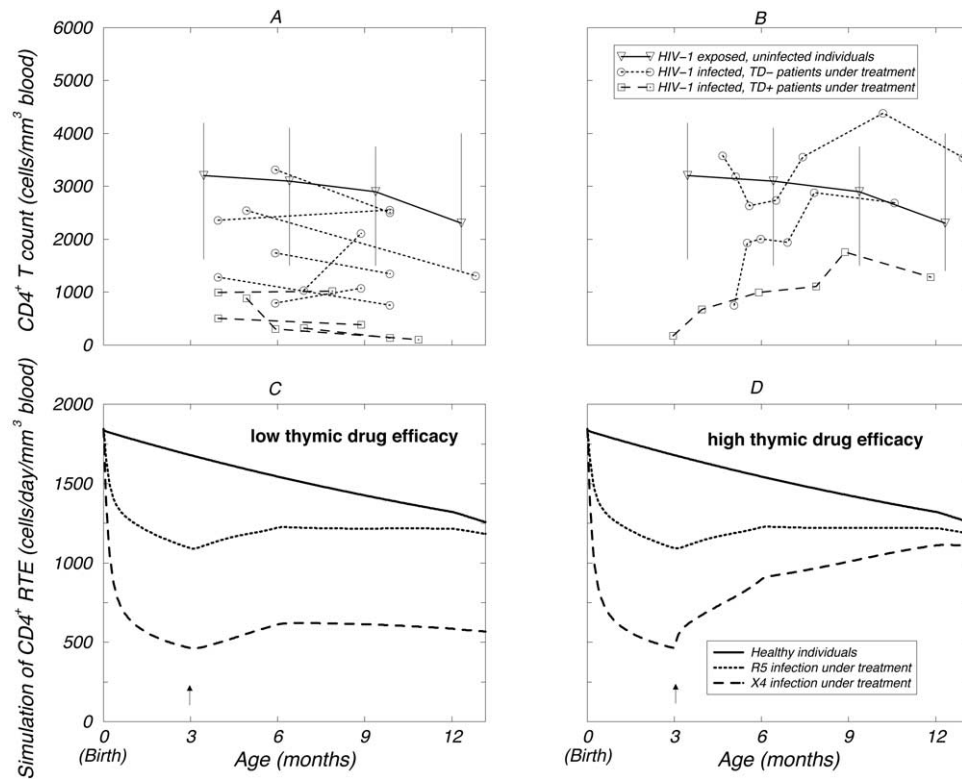 A
B
6000
5000
4000
3000
2000
1000
0
CD4+ T count (cells/mm3 blood)
HIV-1 exposed, uninfected individuals
HIV-1 infected, TD- patients under treatment
HIV-1 infected, TD+ patients under treatment
C
D
2000
1500
1000
500
0
Simulation of CD4+ RTE (cells/day/mm3 blood)
low thymic drug efficacy
high thymic drug efficacy
Healthy individuals
R5 infection under treatment
X4 infection under treatment
0 3 6 9 12
(Birth)
Age (months)
0 3 6 9 12
(Birth)
Age (months)